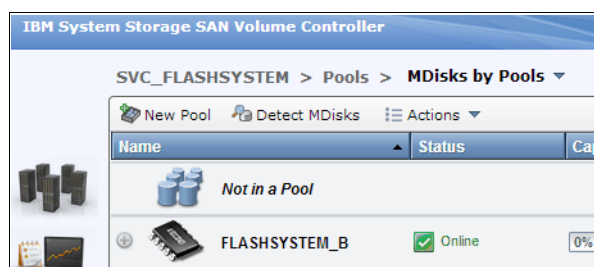 IBM System Storage SAN Volume Controller
SVC_FLASHSYSTEM > Pools > MDisks by Pools
New Pool Detect MDisks Actions
Name Status Cap
Not in a Pool
FLASHSYSTEM_B Online 0%